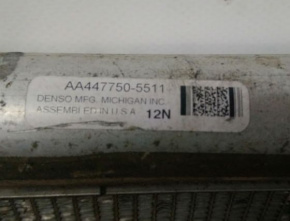 AA447750-5511
DENSO MFG. MICHIGAN INC.
ASSEMBLED IN U.S.A 12N